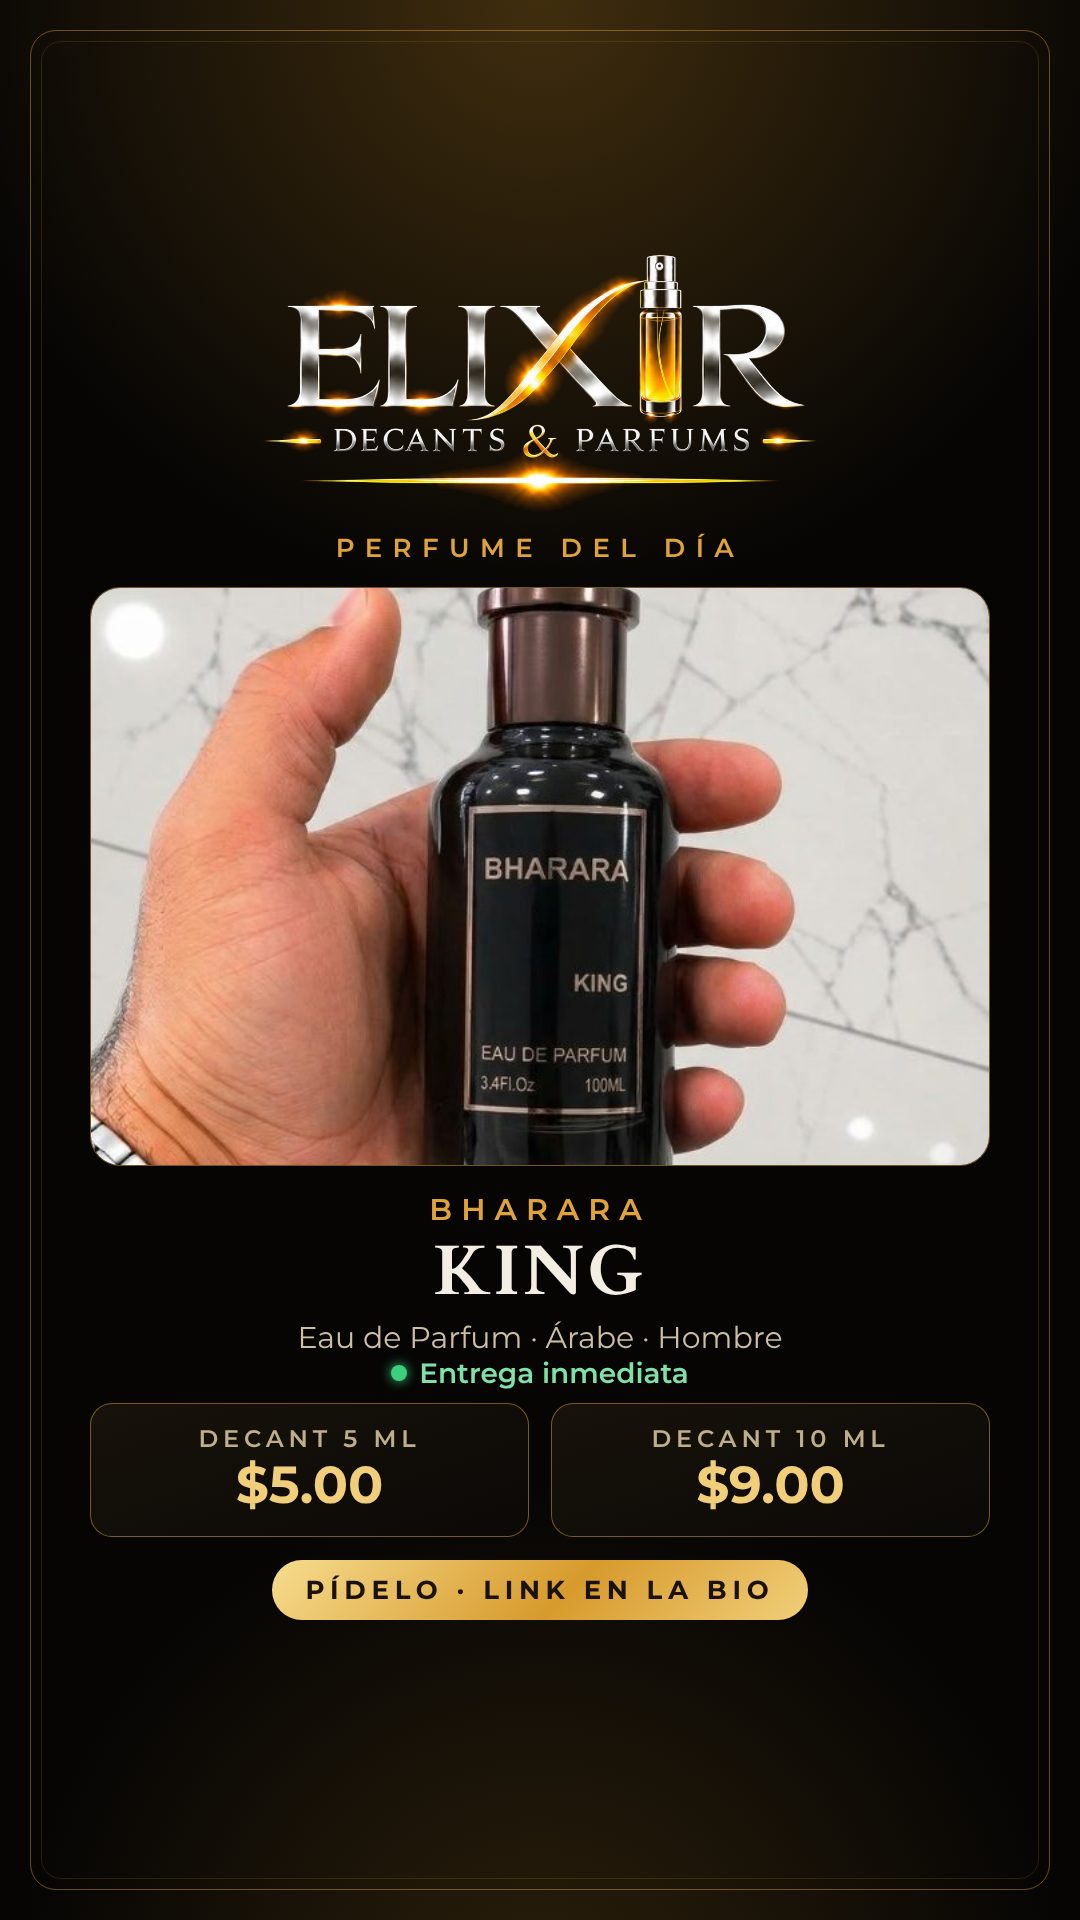 ELIXIR
DECANTS & PARFUMS
PERFUME DEL DÍA
BHARARA
KING
EAU DE PARFUM
3.4Fl.Oz 100ML
BHARARA
KING
Eau de Parfum · Árabe · Hombre
Entrega inmediata
DECANT 5 ML
$5.00
DECANT 10 ML
$9.00
PÍDELO · LINK EN LA BIO